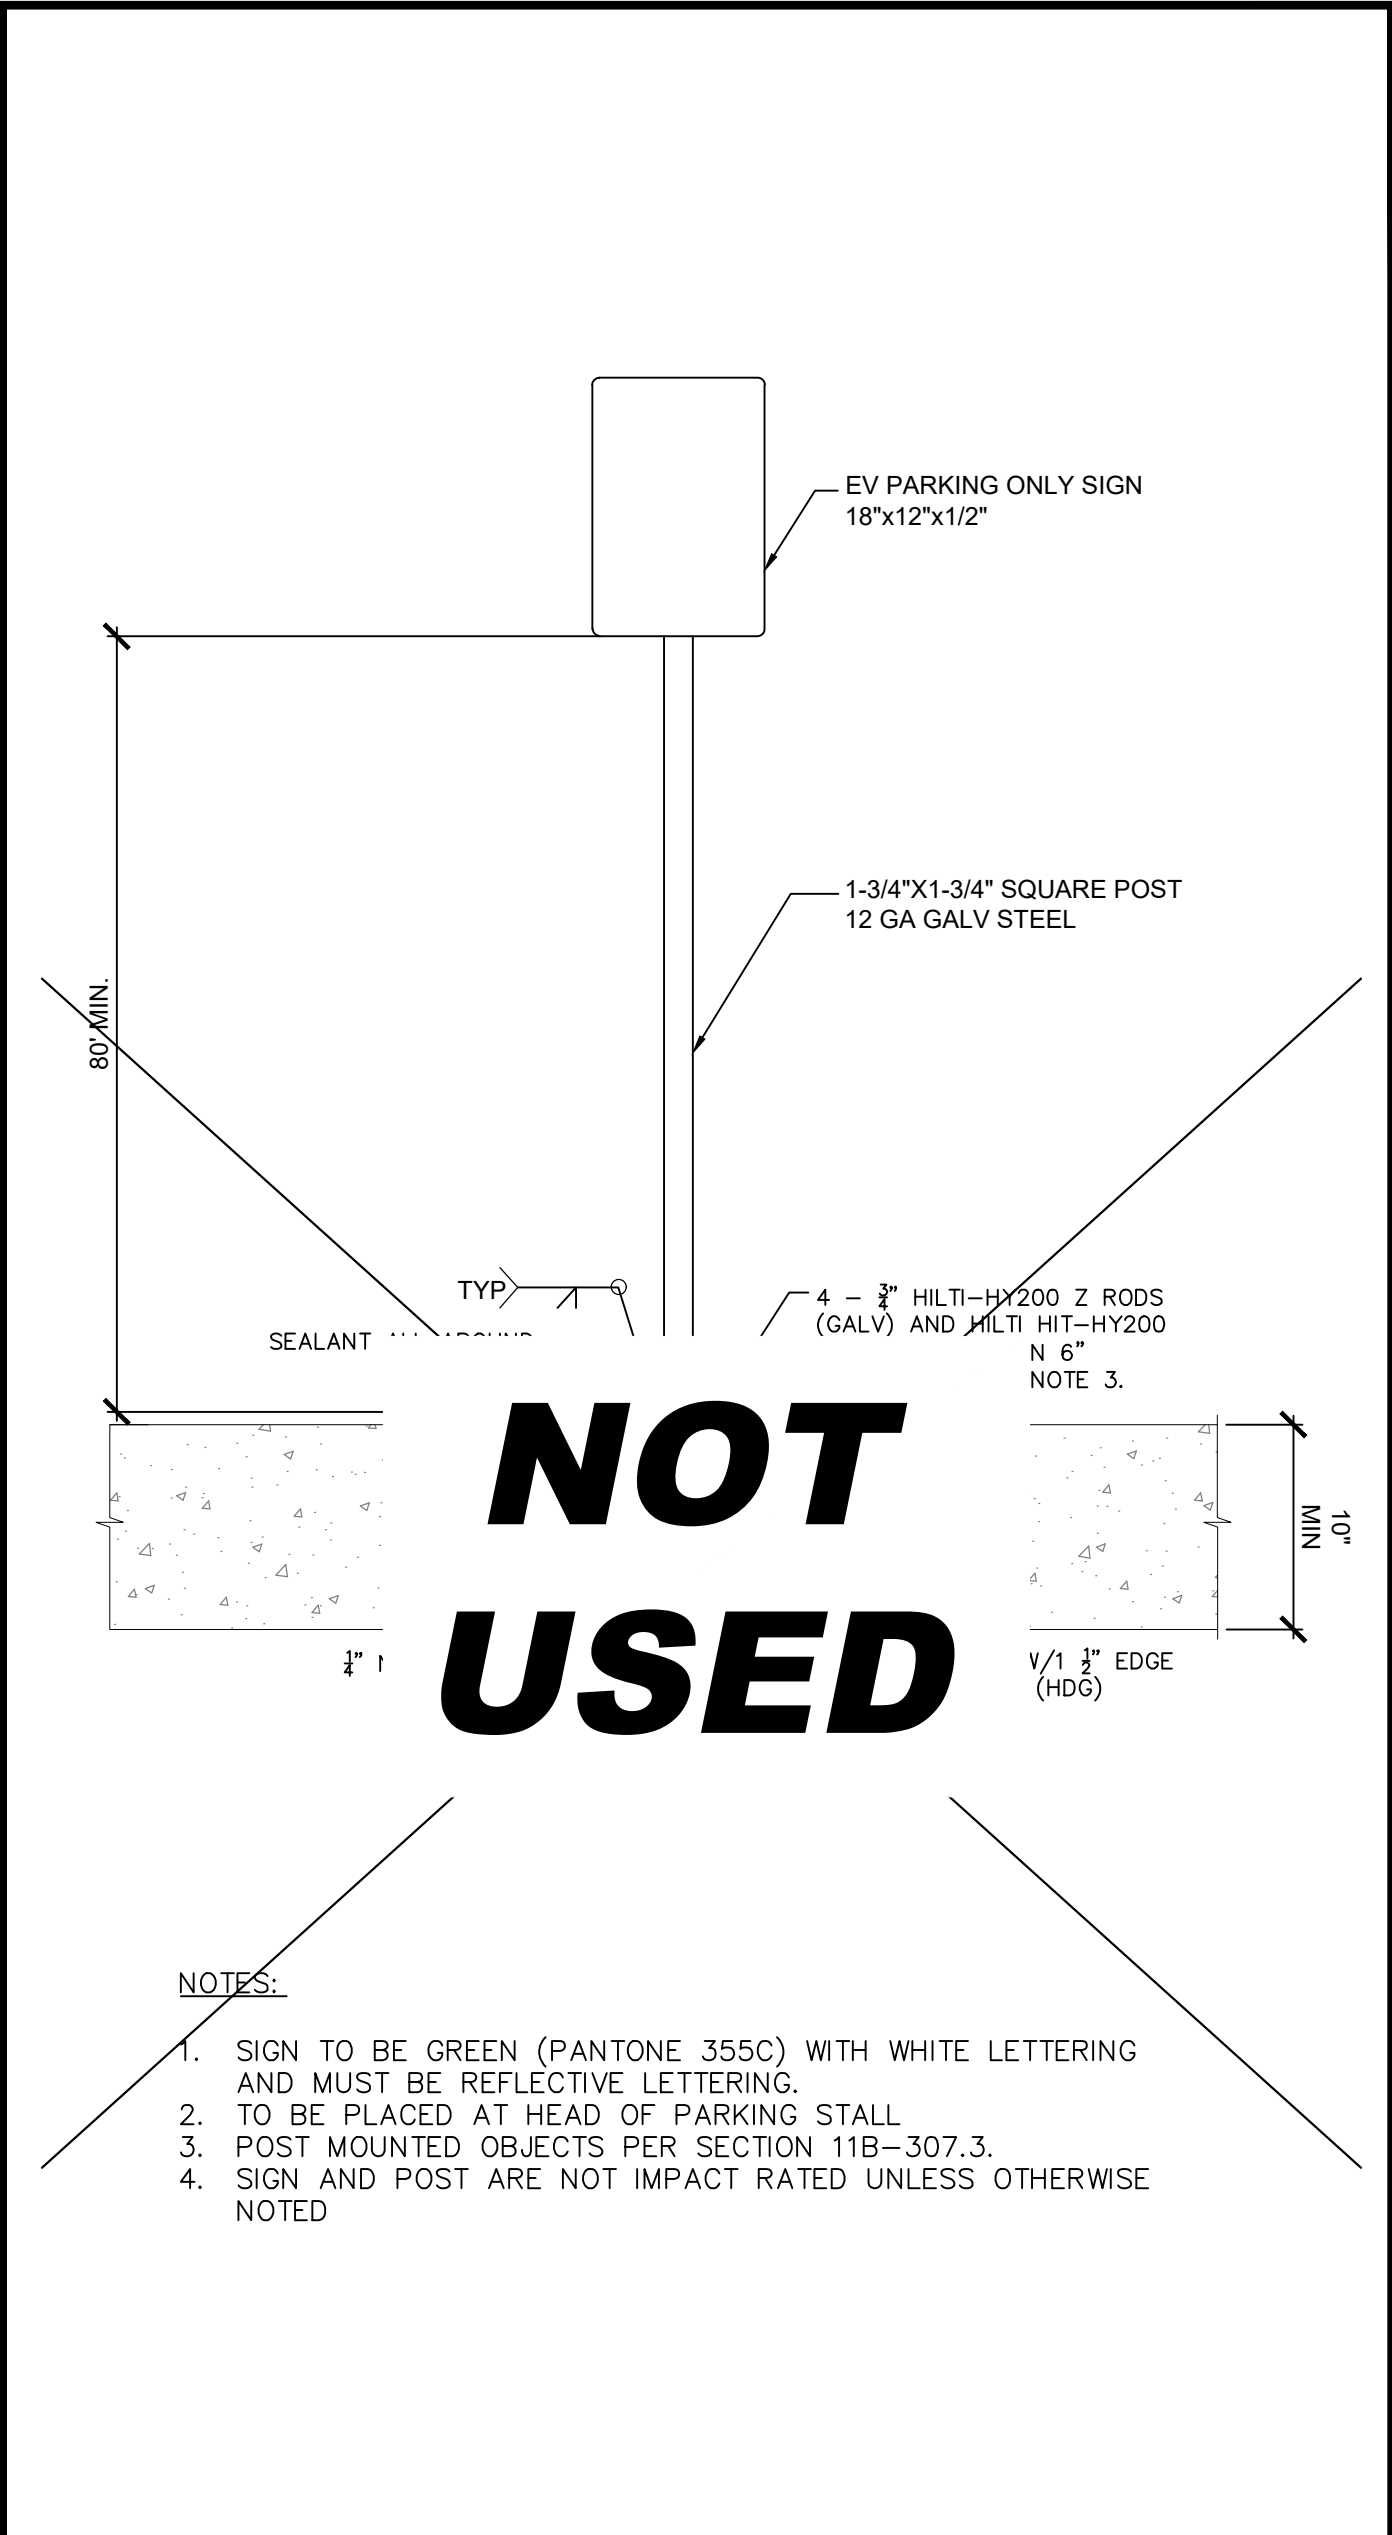 EV PARKING ONLY SIGN
18"x12"x1/2"
1-3/4"X1-3/4" SQUARE POST
12 GA GALV STEEL
80' MIN.
TYP
4 - 3/4" HILTI-HY200 Z RODS
(GALV) AND HILTI HIT-HY200
SEALANT ALL AROUND
N 6"
NOTE 3.
NOT
USED
10"
MIN
1/4"
W/1 1/2" EDGE
(HDG)
NOTES:
1. SIGN TO BE GREEN (PANTONE 355C) WITH WHITE LETTERING
AND MUST BE REFLECTIVE LETTERING.
2. TO BE PLACED AT HEAD OF PARKING STALL
3. POST MOUNTED OBJECTS PER SECTION 11B-307.3.
4. SIGN AND POST ARE NOT IMPACT RATED UNLESS OTHERWISE
NOTED